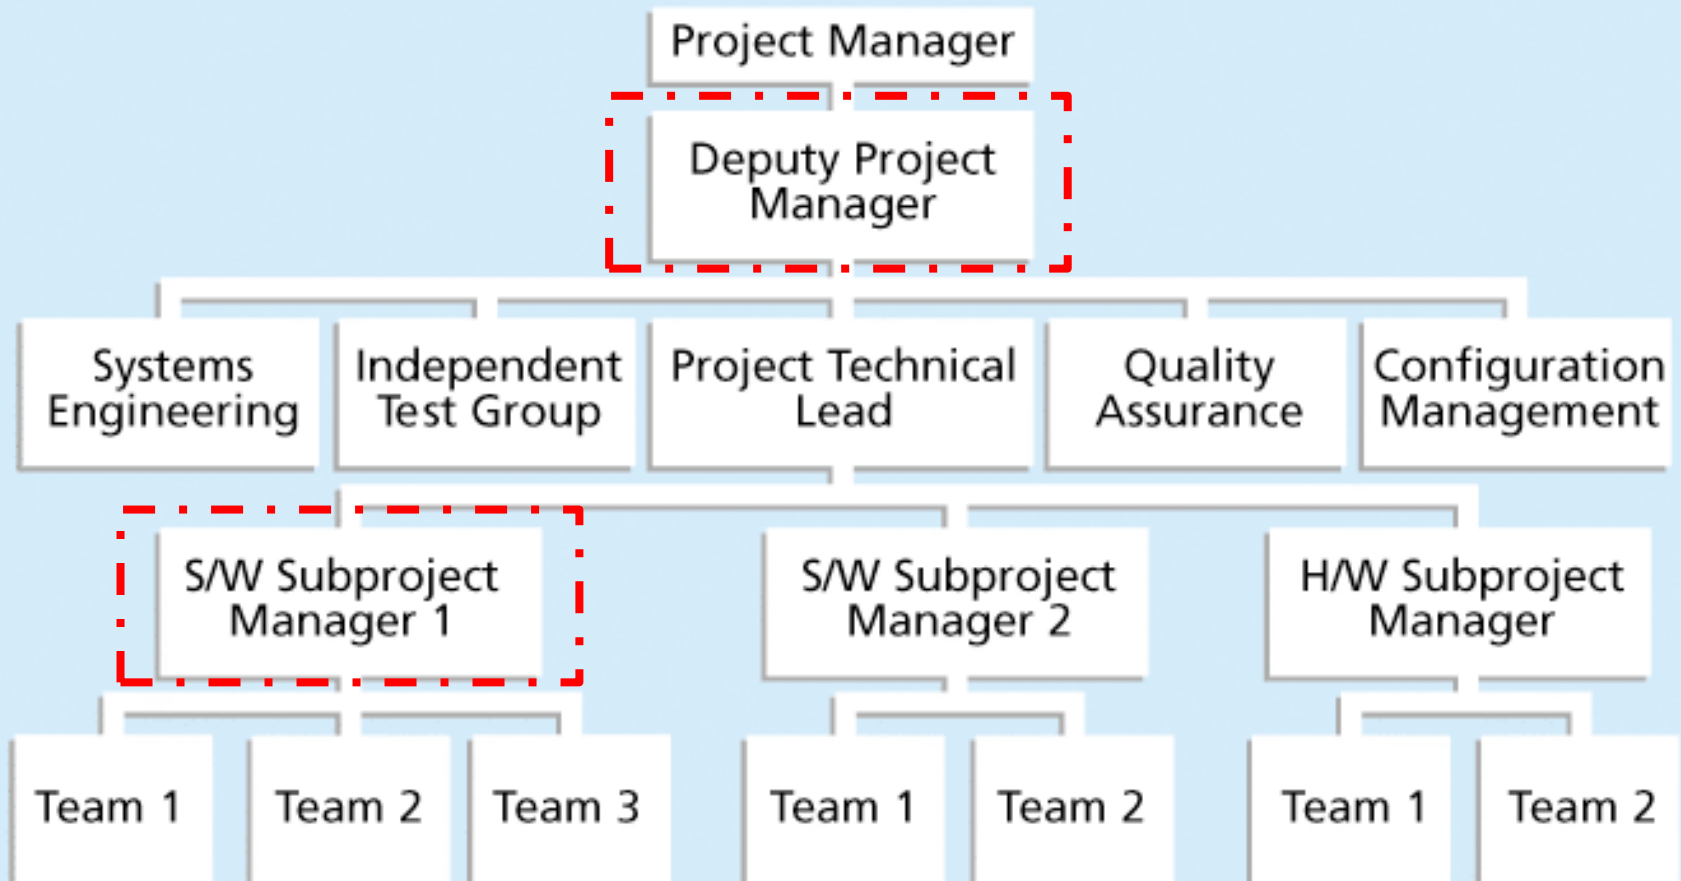 Project Manager
Deputy Project
Manager
Systems
Engineering
Independent
Test Group
Project Technical
Lead
Quality
Assurance
Configuration
Management
S/W Subproject
Manager 1
S/W Subproject
Manager 2
H/W Subproject
Manager
Team 1
Team 2
Team 3
Team 1
Team 2
Team 1
Team 2